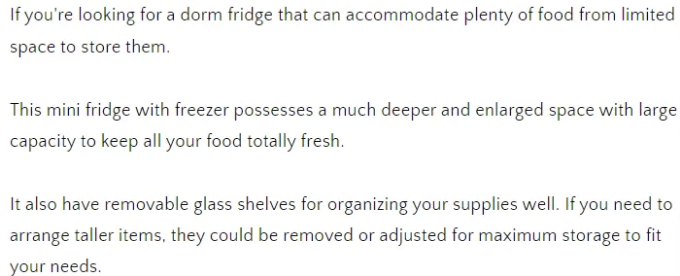 If you're looking for a dorm fridge that can accommodate plenty of food from limited
space to store them.
This mini fridge with freezer possesses a much deeper and enlarged space with large
capacity to keep all your food totally fresh.
It also have removable glass shelves for organizing your supplies well. If you need to
arrange taller items, they could be removed or adjusted for maximum storage to fit
your needs.